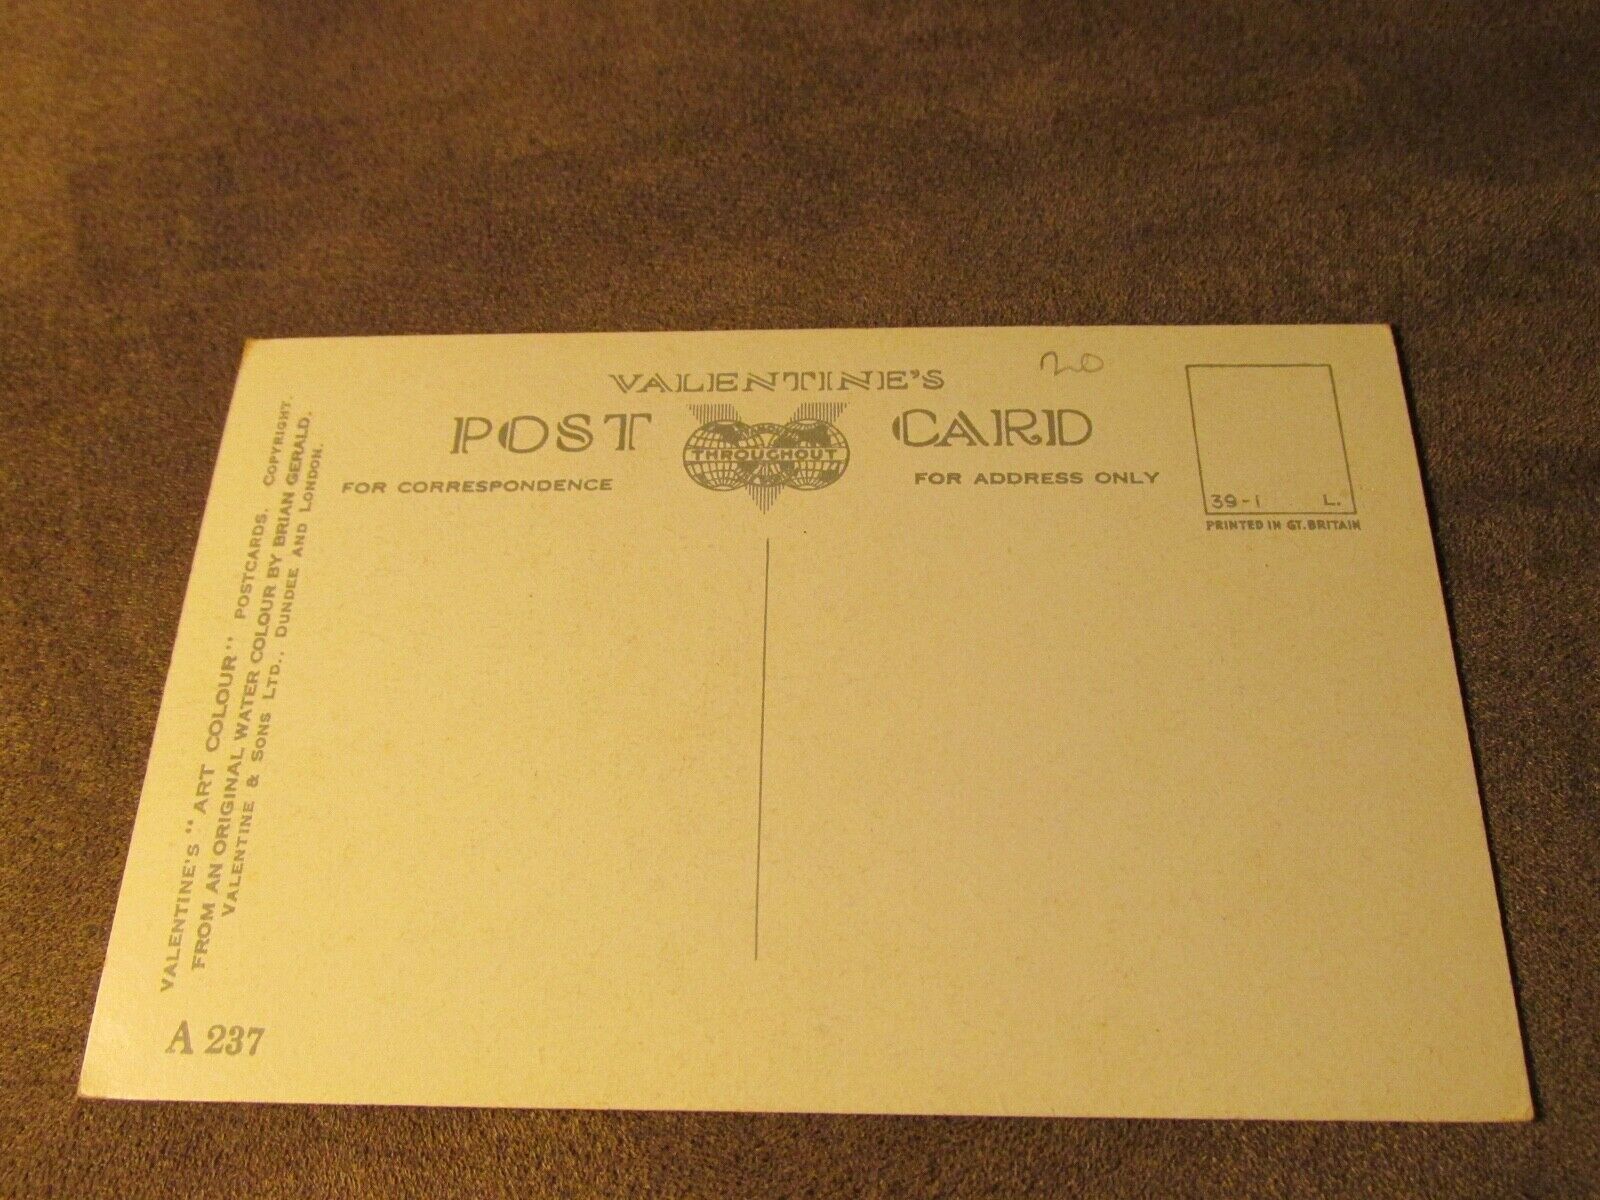 VALENTINE'S
POST CARD
THROUGHOUT
FOR CORRESPONDENCE
FOR ADDRESS ONLY
20
39-1 L.
PRINTED IN GT. BRITAIN
VALENTINE'S "ART COLOUR" POSTCARDS. COPYRIGHT.
FROM AN ORIGINAL WATER COLOUR BY BRIAN GERALD.
VALENTINE & SONS LTD., DUNDEE AND LONDON.
A 237